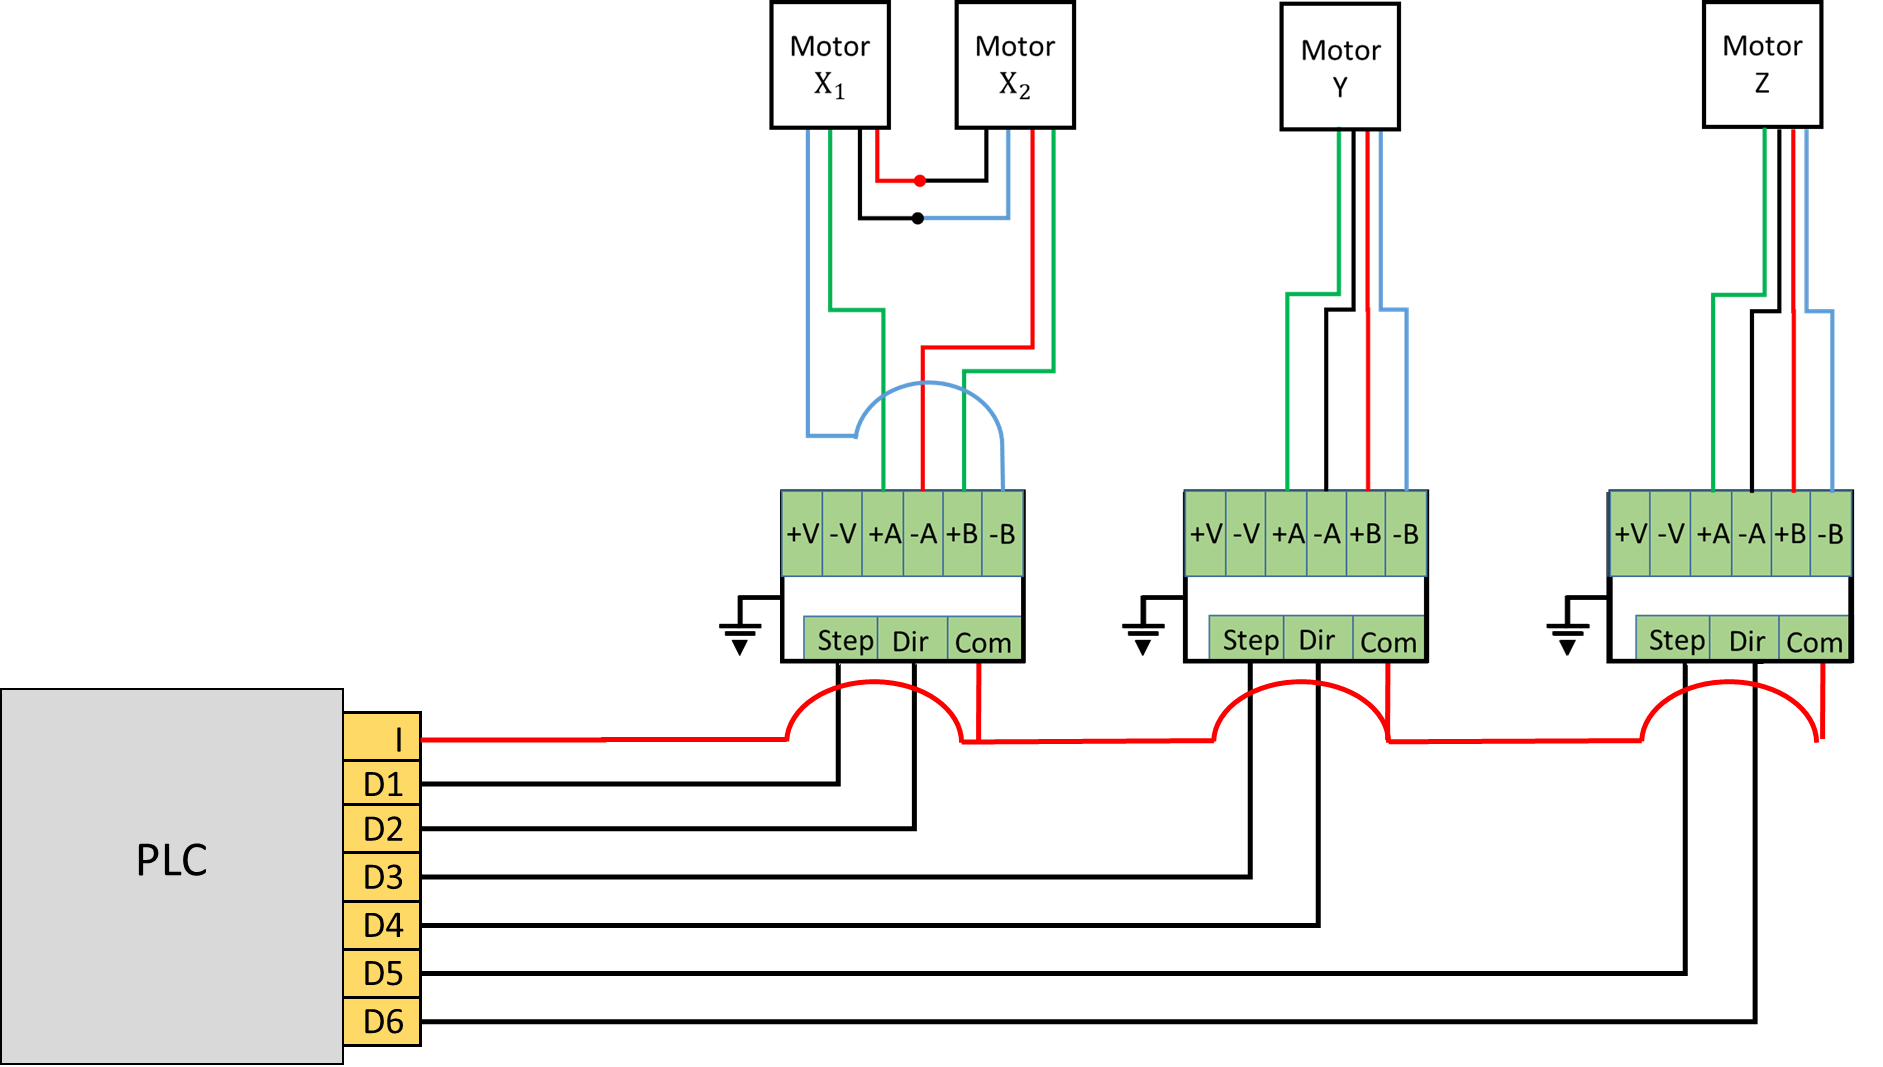 Motor
X₁
Motor
X₂
Motor
Y
Motor
Z
+V -V +A -A +B -B
+V -V +A -A +B -B
+V -V +A -A +B -B
Step Dir Com
Step Dir Com
Step Dir Com
PLC
I
D1
D2
D3
D4
D5
D6